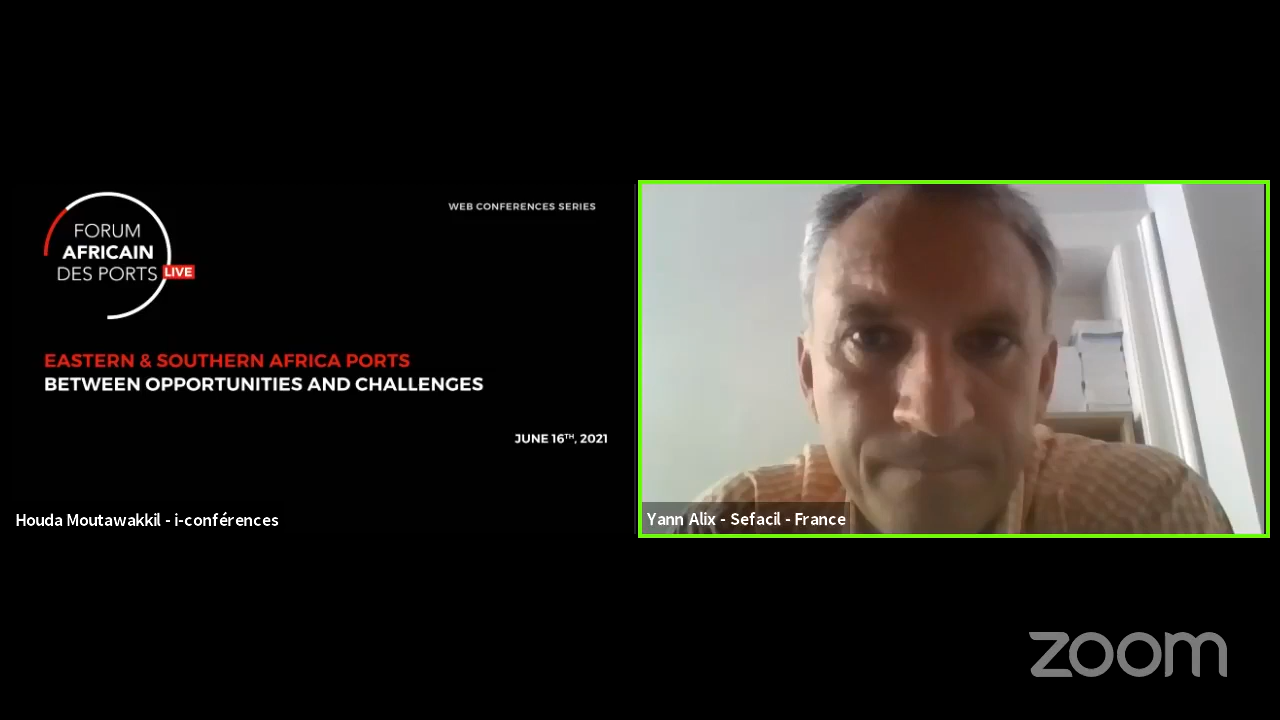 FORUM
AFRICAIN
DES PORTS
LIVE
WEB CONFERENCES SERIES
EASTERN & SOUTHERN AFRICA PORTS
BETWEEN OPPORTUNITIES AND CHALLENGES
JUNE 16TH, 2021
Houda Moutawakkil - i-conférences
Yann Alix - Sefacil - France
zoom